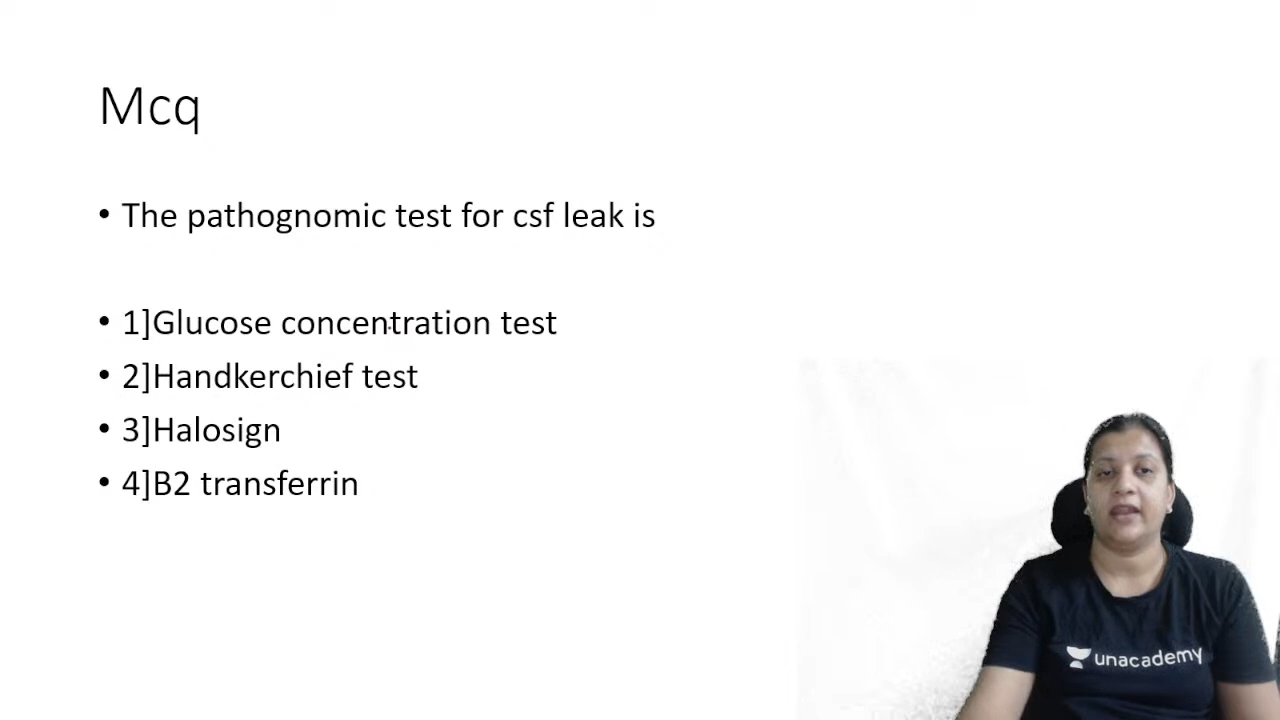 Mcq
• The pathognomic test for csf leak is
• 1]Glucose concentration test
• 2]Handkerchief test
• 3]Halosign
• 4]B2 transferrin
unacademy